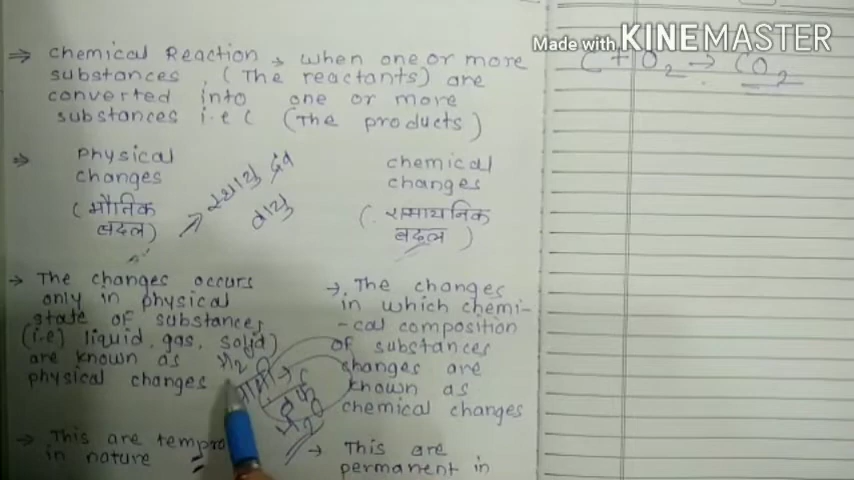 Made with KINEMASTER
C + O2 → CO2
⇒ Chemical Reaction → when one or more
substances (The reactants) are
converted into one or more
substances i.e ( (The products)
⇒ Physical
changes
(भौतिक
बदल)
→ स्थायु द्रव
वायु
chemical
changes
(रासायनिक
बदल)
→ The changes occurs
only in physical
state of substances
(i.e) liquid, gas, solid)
are known as
physical changes
→ The changes
in which chemi-
-cal composition
of substances
changes are
known as
chemical changes
→ This are tempro
in nature
→ This are
permanent in